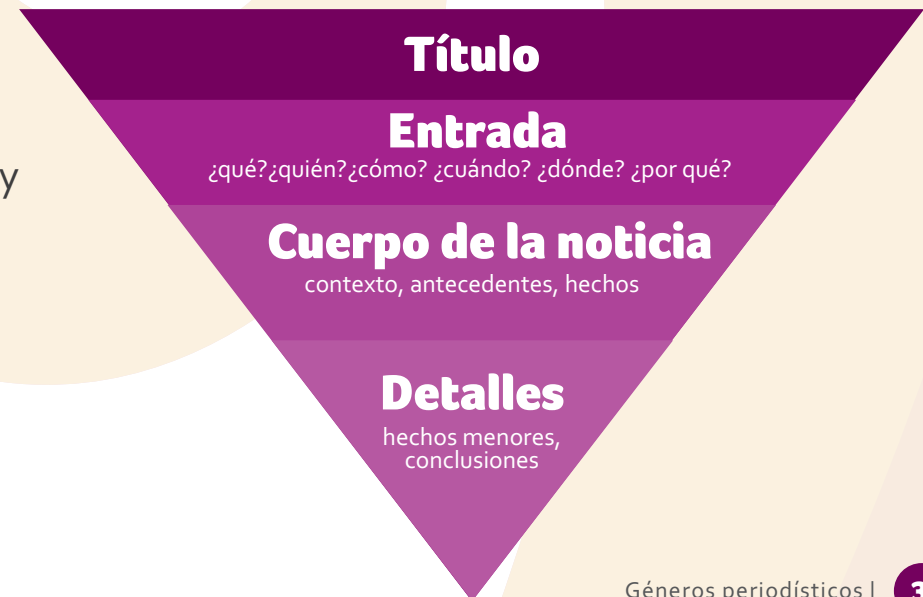 Título
Entrada
¿qué?¿quién?¿cómo? ¿cuándo? ¿dónde? ¿por qué?
y
Cuerpo de la noticia
contexto, antecedentes, hechos
Detalles
hechos menores,
conclusiones
Géneros periodísticos |